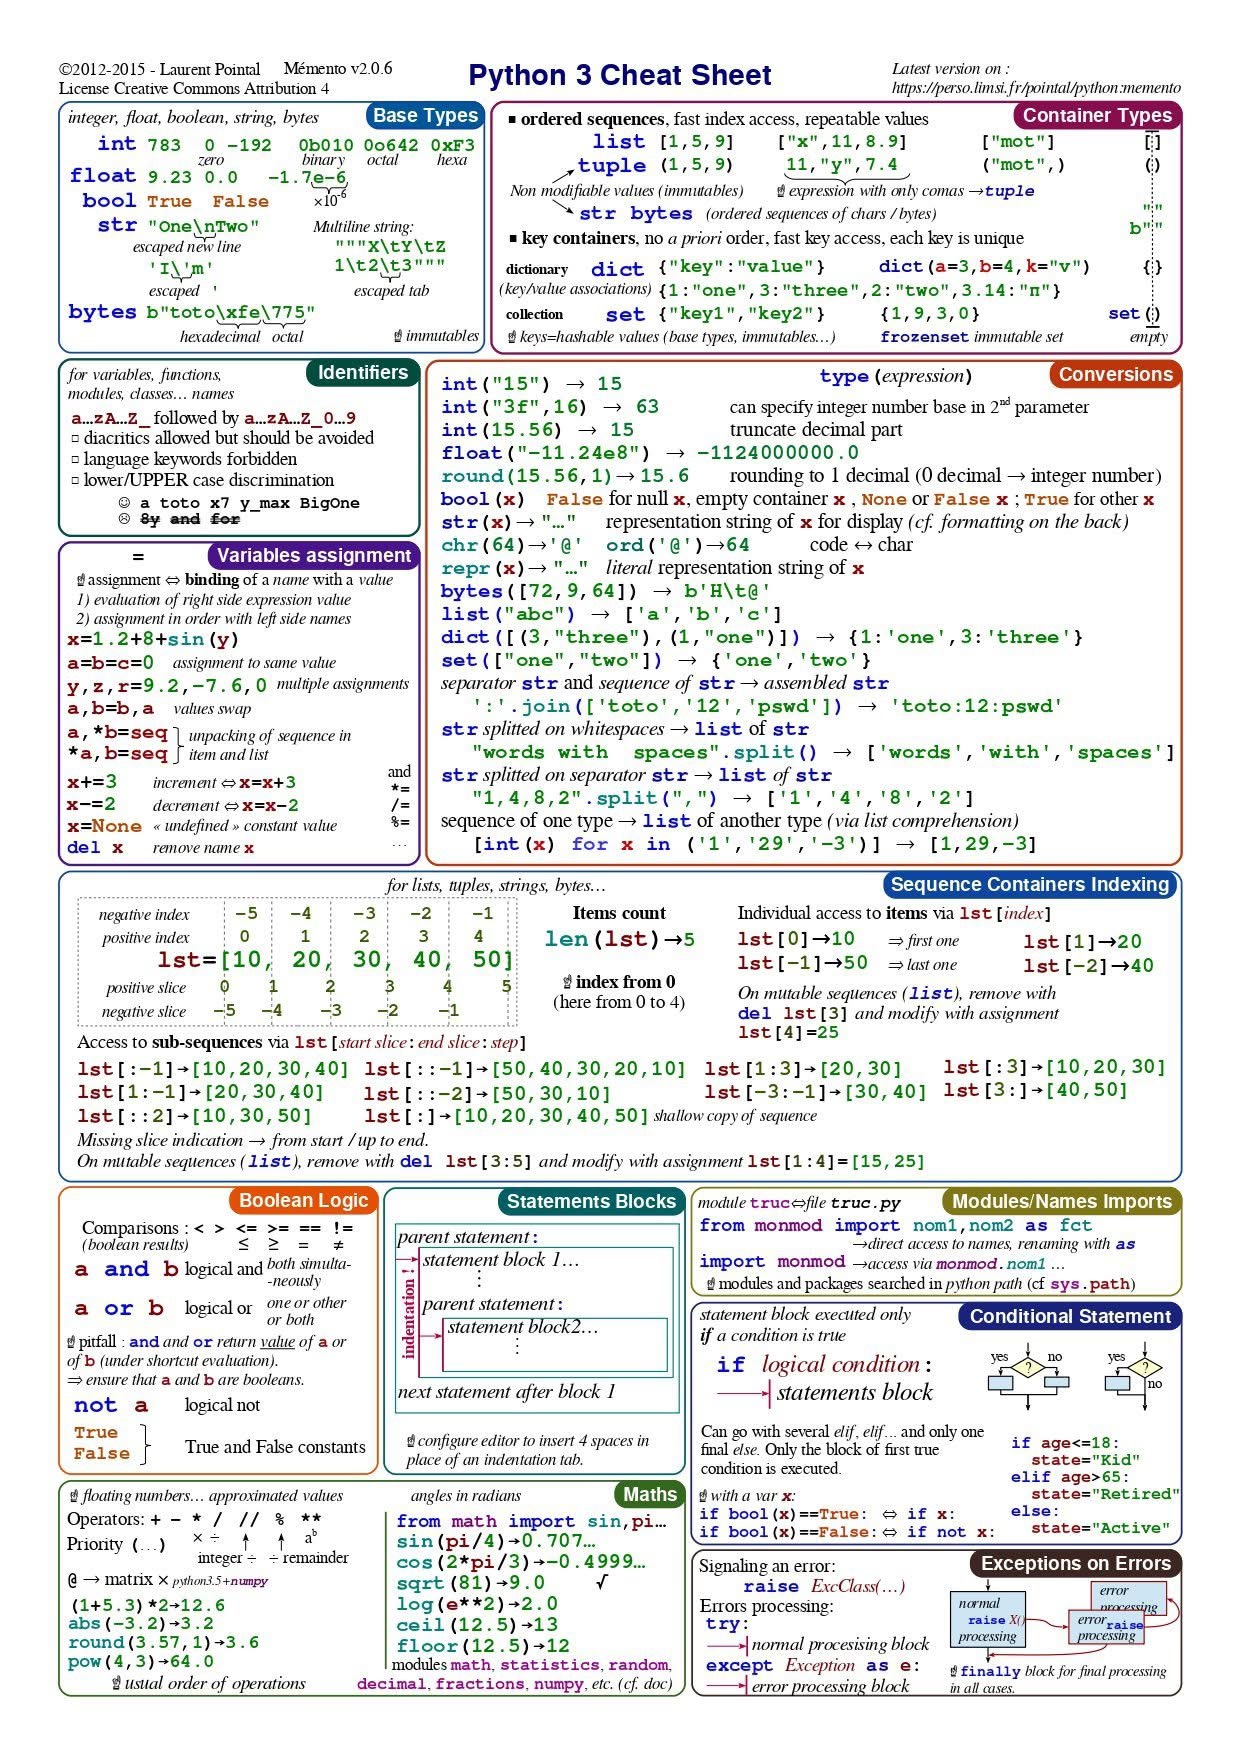 ©2012-2015 - Laurent Pointal Mémento v2.0.6
License Creative Commons Attribution 4
Python 3 Cheat Sheet
Latest version on :
https://perso.limsi.fr/pointal/python:memento
Base Types
integer, float, boolean, string, bytes
int 783 0 -192 0b010 0o642 0xF3
zero binary octal hexa
float 9.23 0.0 -1.7e-6
bool True False ×10-6
str "One\nTwo" Multiline string:
escaped new line
"""X\tY\tZ
1\t2\t3"""
'I\'m'
escaped ' escaped tab
bytes b"toto\xfe\775"
hexadecimal octal
☝ immutables
Container Types
▪ ordered sequences, fast index access, repeatable values
list [1,5,9] ["x",11,8.9] ["mot"] []
tuple (1,5,9) 11,"y",7.4 ("mot",) ()
Non modifiable values (immutables) ☝ expression with only comas →tuple
str bytes (ordered sequences of chars / bytes) ""
b""
▪ key containers, no a priori order, fast key access, each key is unique
dictionary dict {"key":"value"} dict(a=3,b=4,k="v") {}
(key/value associations) {1:"one",3:"three",2:"two",3.14:"π"}
collection set {"key1","key2"} {1,9,3,0} set()
☝ keys=hashable values (base types, immutables…) frozenset immutable set empty
Identifiers
for variables, functions,
modules, classes… names
a…zA…Z_ followed by a…zA…Z_0…9
□ diacritics allowed but should be avoided
□ language keywords forbidden
□ lower/UPPER case discrimination
☺ a toto x7 y_max BigOne
☹ 8y and for
Variables assignment
=
☝ assignment ⇔ binding of a name with a value
1) evaluation of right side expression value
2) assignment in order with left side names
x=1.2+8+sin(y)
a=b=c=0 assignment to same value
y,z,r=9.2,-7.6,0 multiple assignments
a,b=b,a values swap
a,*b=seq unpacking of sequence in
*a,b=seq item and list
x+=3 increment ⇔ x=x+3 and
*=
x-=2 decrement ⇔ x=x-2 /=
x=None « undefined » constant value %=
del x remove name x …
Conversions
int("15") → 15 type(expression)
int("3f",16) → 63 can specify integer number base in 2nd parameter
int(15.56) → 15 truncate decimal part
float("-11.24e8") → -1124000000.0
round(15.56,1)→ 15.6 rounding to 1 decimal (0 decimal → integer number)
bool(x) False for null x, empty container x , None or False x ; True for other x
str(x)→ "…" representation string of x for display (cf. formatting on the back)
chr(64)→'@' ord('@')→64 code ↔ char
repr(x)→ "…" literal representation string of x
bytes([72,9,64]) → b'H\t@'
list("abc") → ['a','b','c']
dict([(3,"three"),(1,"one")]) → {1:'one',3:'three'}
set(["one","two"]) → {'one','two'}
separator str and sequence of str → assembled str
':'.join(['toto','12','pswd']) → 'toto:12:pswd'
str splitted on whitespaces → list of str
"words with  spaces".split() → ['words','with','spaces']
str splitted on separator str → list of str
"1,4,8,2".split(",") → ['1','4','8','2']
sequence of one type → list of another type (via list comprehension)
[int(x) for x in ('1','29','-3')] → [1,29,-3]
Sequence Containers Indexing
for lists, tuples, strings, bytes…
negative index -5 -4 -3 -2 -1
positive index 0 1 2 3 4
lst=[10, 20, 30, 40, 50]
positive slice 0 1 2 3 4 5
negative slice -5 -4 -3 -2 -1
Items count
len(lst)→5
☝ index from 0
(here from 0 to 4)
Individual access to items via lst[index]
lst[0]→10 ⇒ first one lst[1]→20
lst[-1]→50 ⇒ last one lst[-2]→40
On mutable sequences (list), remove with
del lst[3] and modify with assignment
lst[4]=25
Access to sub-sequences via lst[start slice:end slice:step]
lst[:-1]→[10,20,30,40] lst[::-1]→[50,40,30,20,10] lst[1:3]→[20,30] lst[:3]→[10,20,30]
lst[1:-1]→[20,30,40] lst[::-2]→[50,30,10] lst[-3:-1]→[30,40] lst[3:]→[40,50]
lst[::2]→[10,30,50] lst[:]→[10,20,30,40,50] shallow copy of sequence
Missing slice indication → from start / up to end.
On mutable sequences (list), remove with del lst[3:5] and modify with assignment lst[1:4]=[15,25]
Boolean Logic
Comparisons : < > <= >= == !=
(boolean results) ≤ ≥ = ≠
a and b logical and both simulta-
-neously
a or b logical or one or other
or both
☝ pitfall : and and or return value of a or
of b (under shortcut evaluation).
⇒ ensure that a and b are booleans.
not a logical not
True
False
True and False constants
Statements Blocks
parent statement:
statement block 1…
⋮
parent statement:
statement block2…
⋮
next statement after block 1
indentation !
☝ configure editor to insert 4 spaces in
place of an indentation tab.
Modules/Names Imports
module truc⇔file truc.py
from monmod import nom1,nom2 as fct
→direct access to names, renaming with as
import monmod →access via monmod.nom1 …
☝ modules and packages searched in python path (cf sys.path)
Conditional Statement
statement block executed only
if a condition is true
if logical condition:
statements block
yes ? no
yes ?
no
Can go with several elif, elif... and only one
final else. Only the block of first true
condition is executed.
☝ with a var x:
if bool(x)==True: ⇔ if x:
if bool(x)==False: ⇔ if not x:
if age<=18:
state="Kid"
elif age>65:
state="Retired"
else:
state="Active"
Maths
☝ floating numbers… approximated values angles in radians
Operators: + - * / // % **
Priority (…) × ÷ ab
integer ÷ ÷ remainder
@ → matrix × python3.5+numpy
(1+5.3)*2→12.6
abs(-3.2)→3.2
round(3.57,1)→3.6
pow(4,3)→64.0
☝ usual order of operations
from math import sin,pi…
sin(pi/4)→0.707…
cos(2*pi/3)→-0.4999…
sqrt(81)→9.0 √
log(e**2)→2.0
ceil(12.5)→13
floor(12.5)→12
modules math, statistics, random,
decimal, fractions, numpy, etc. (cf. doc)
Exceptions on Errors
Signaling an error:
raise ExcClass(…)
Errors processing:
try:
normal procesising block
except Exception as e:
error processing block
normal
raise X()
processing
error
processing
error raise
processing
☝ finally block for final processing
in all cases.